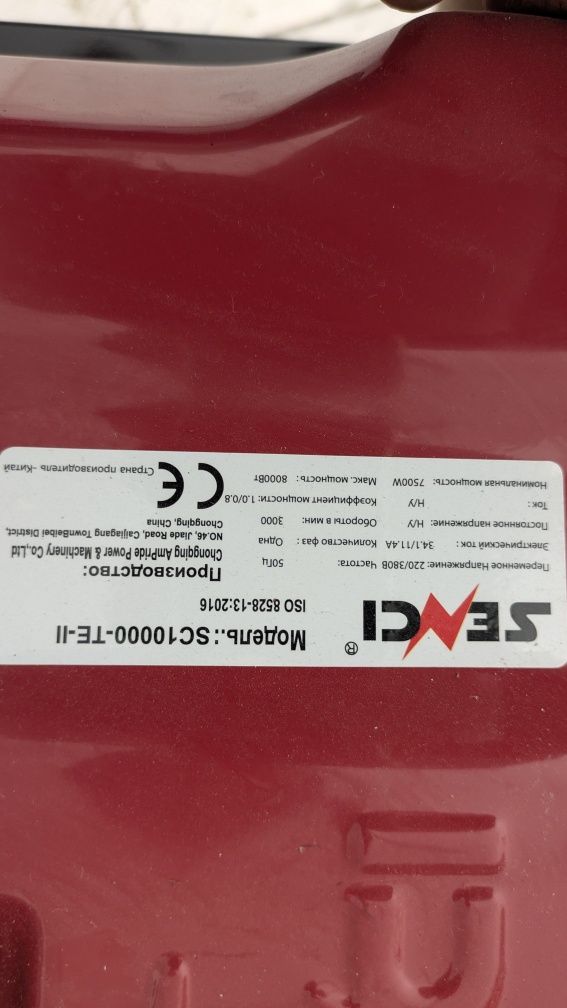 SENCI®
Модель.: SC10000-TE-II
ISO 8528-13:2016
Переменное Напряжение: 220/380В Частота: 50Гц
Электрический ток: 34.1/11.4А Количество фаз: Одна
Постоянное напряжение: Н/У Обороты в мин: 3000
Ток: Н/У Коэффициент мощности: 1.0/0.8
Номинальная мощность: 7500W Макс. мощность: 8000Вт
Производство:
Chongqing AmPride Power & Machinery Co.,Ltd
NO.46, Jiade Road, Caijiagang TownBeibei District,
Chongqing, China
CE
Страна производитель -Китай